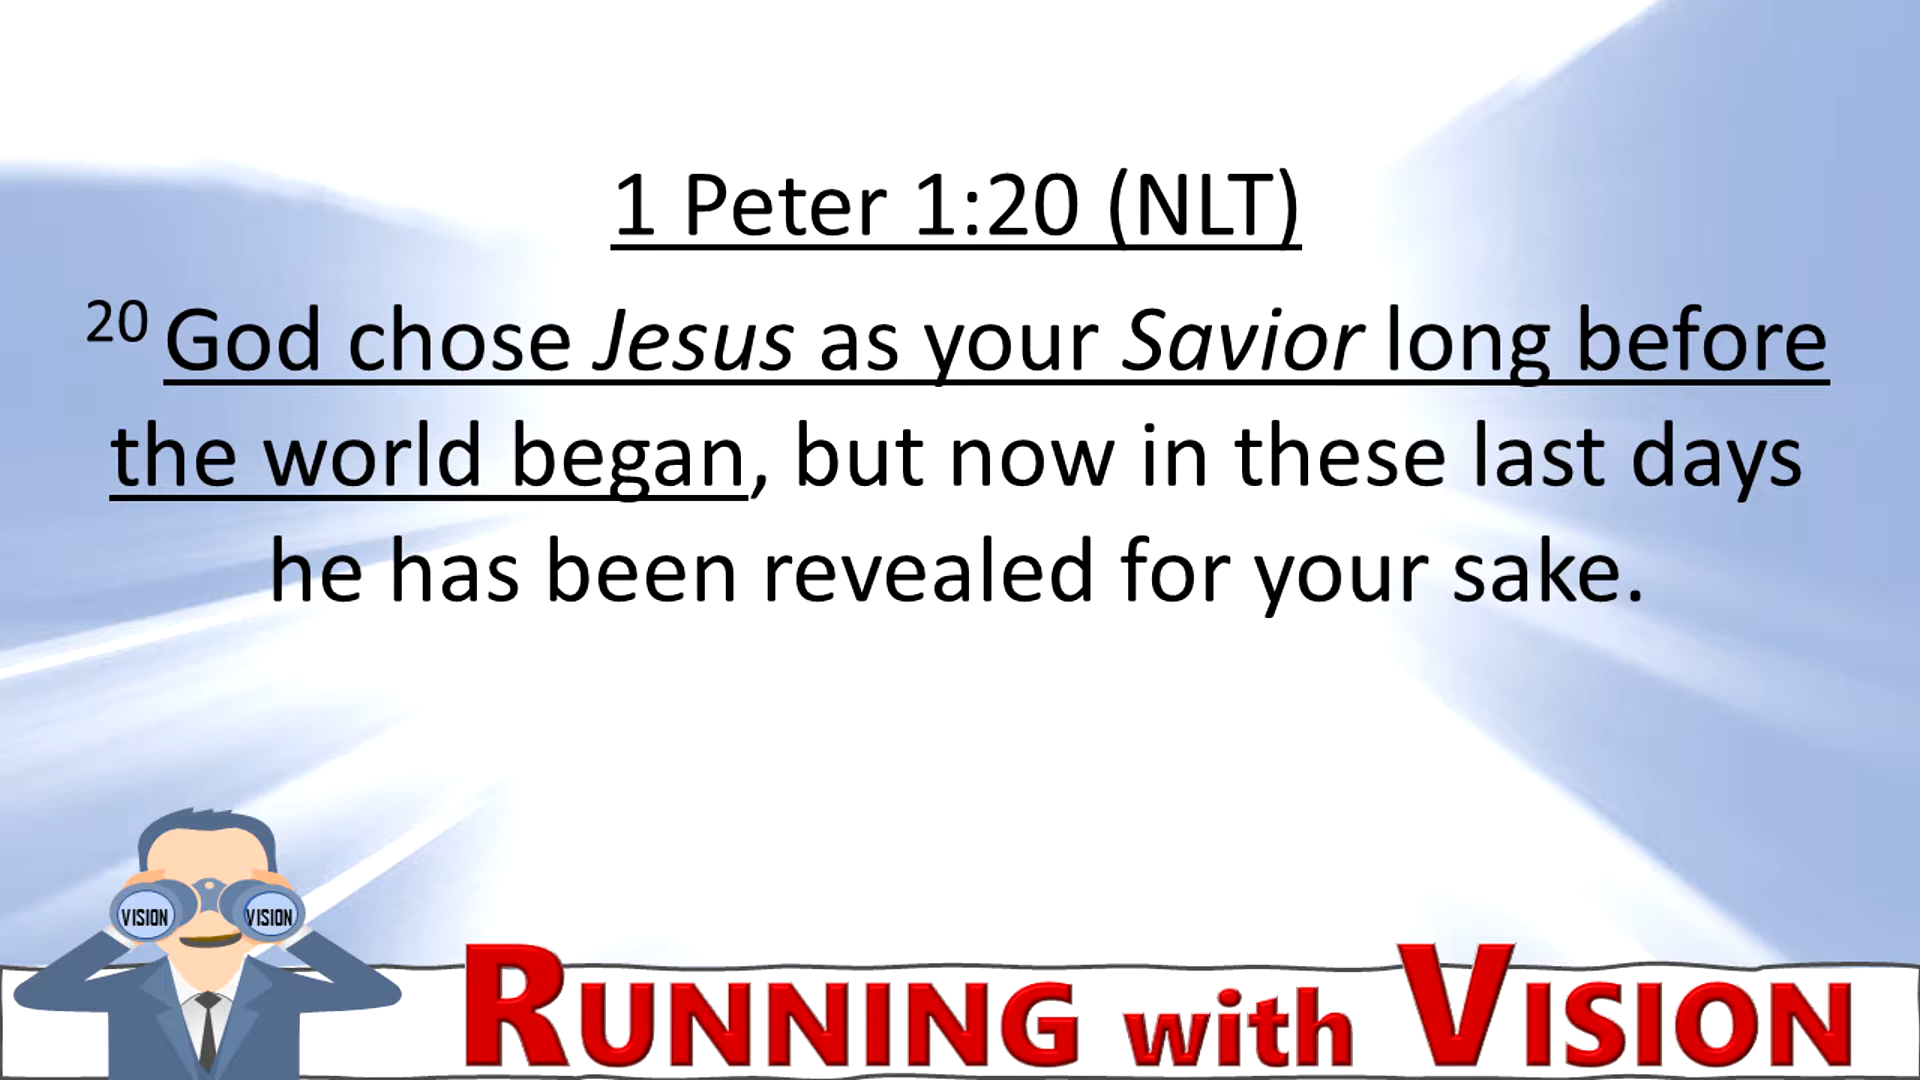 1 Peter 1:20 (NLT)
20 God chose Jesus as your Savior long before
the world began, but now in these last days
he has been revealed for your sake.
VISION VISION
RUNNING with VISION